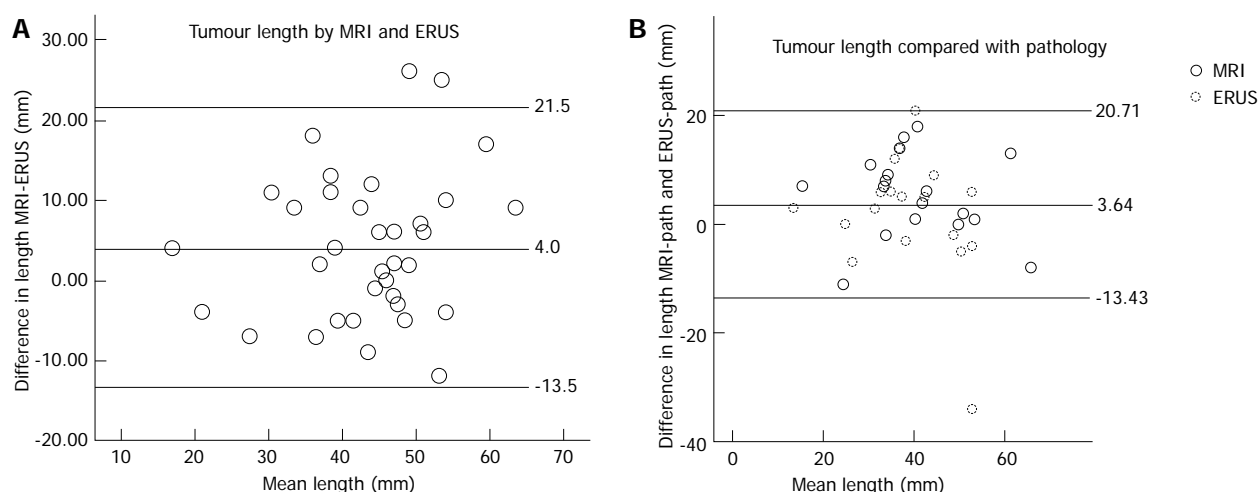 A
Tumour length by MRI and ERUS
Difference in length MRI-ERUS (mm)
30.00
20.00
10.00
0.00
-10.00
-20.00
21.5
4.0
-13.5
10 20 30 40 50 60 70
Mean length (mm)
B
Tumour length compared with pathology
Difference in length MRI-path and ERUS-path (mm)
20
0
-20
-40
20.71
3.64
-13.43
0 20 40 60 80
Mean length (mm)
MRI
ERUS